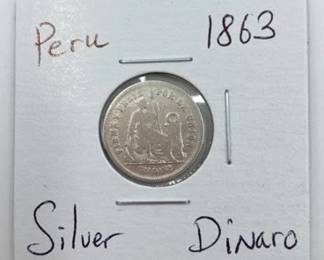 Peru 1863
Silver Dinaro